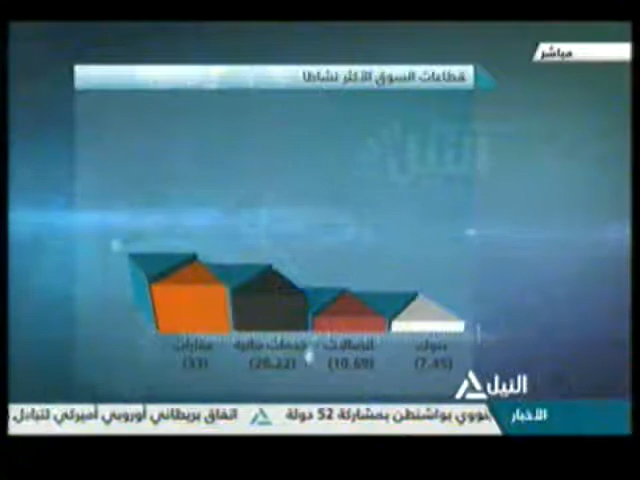 مباشر
قطاعات السوق الأكثر نشاطا
عقارات
(33)
خدمات مالية
(20.22)
اتصالات
(10.69)
بنوك
(7.45)
النيل
الأخبار
نووي بواشنطن بمشاركة 52 دولة
اتفاق بريطاني أوروبي أميركي لتبادل